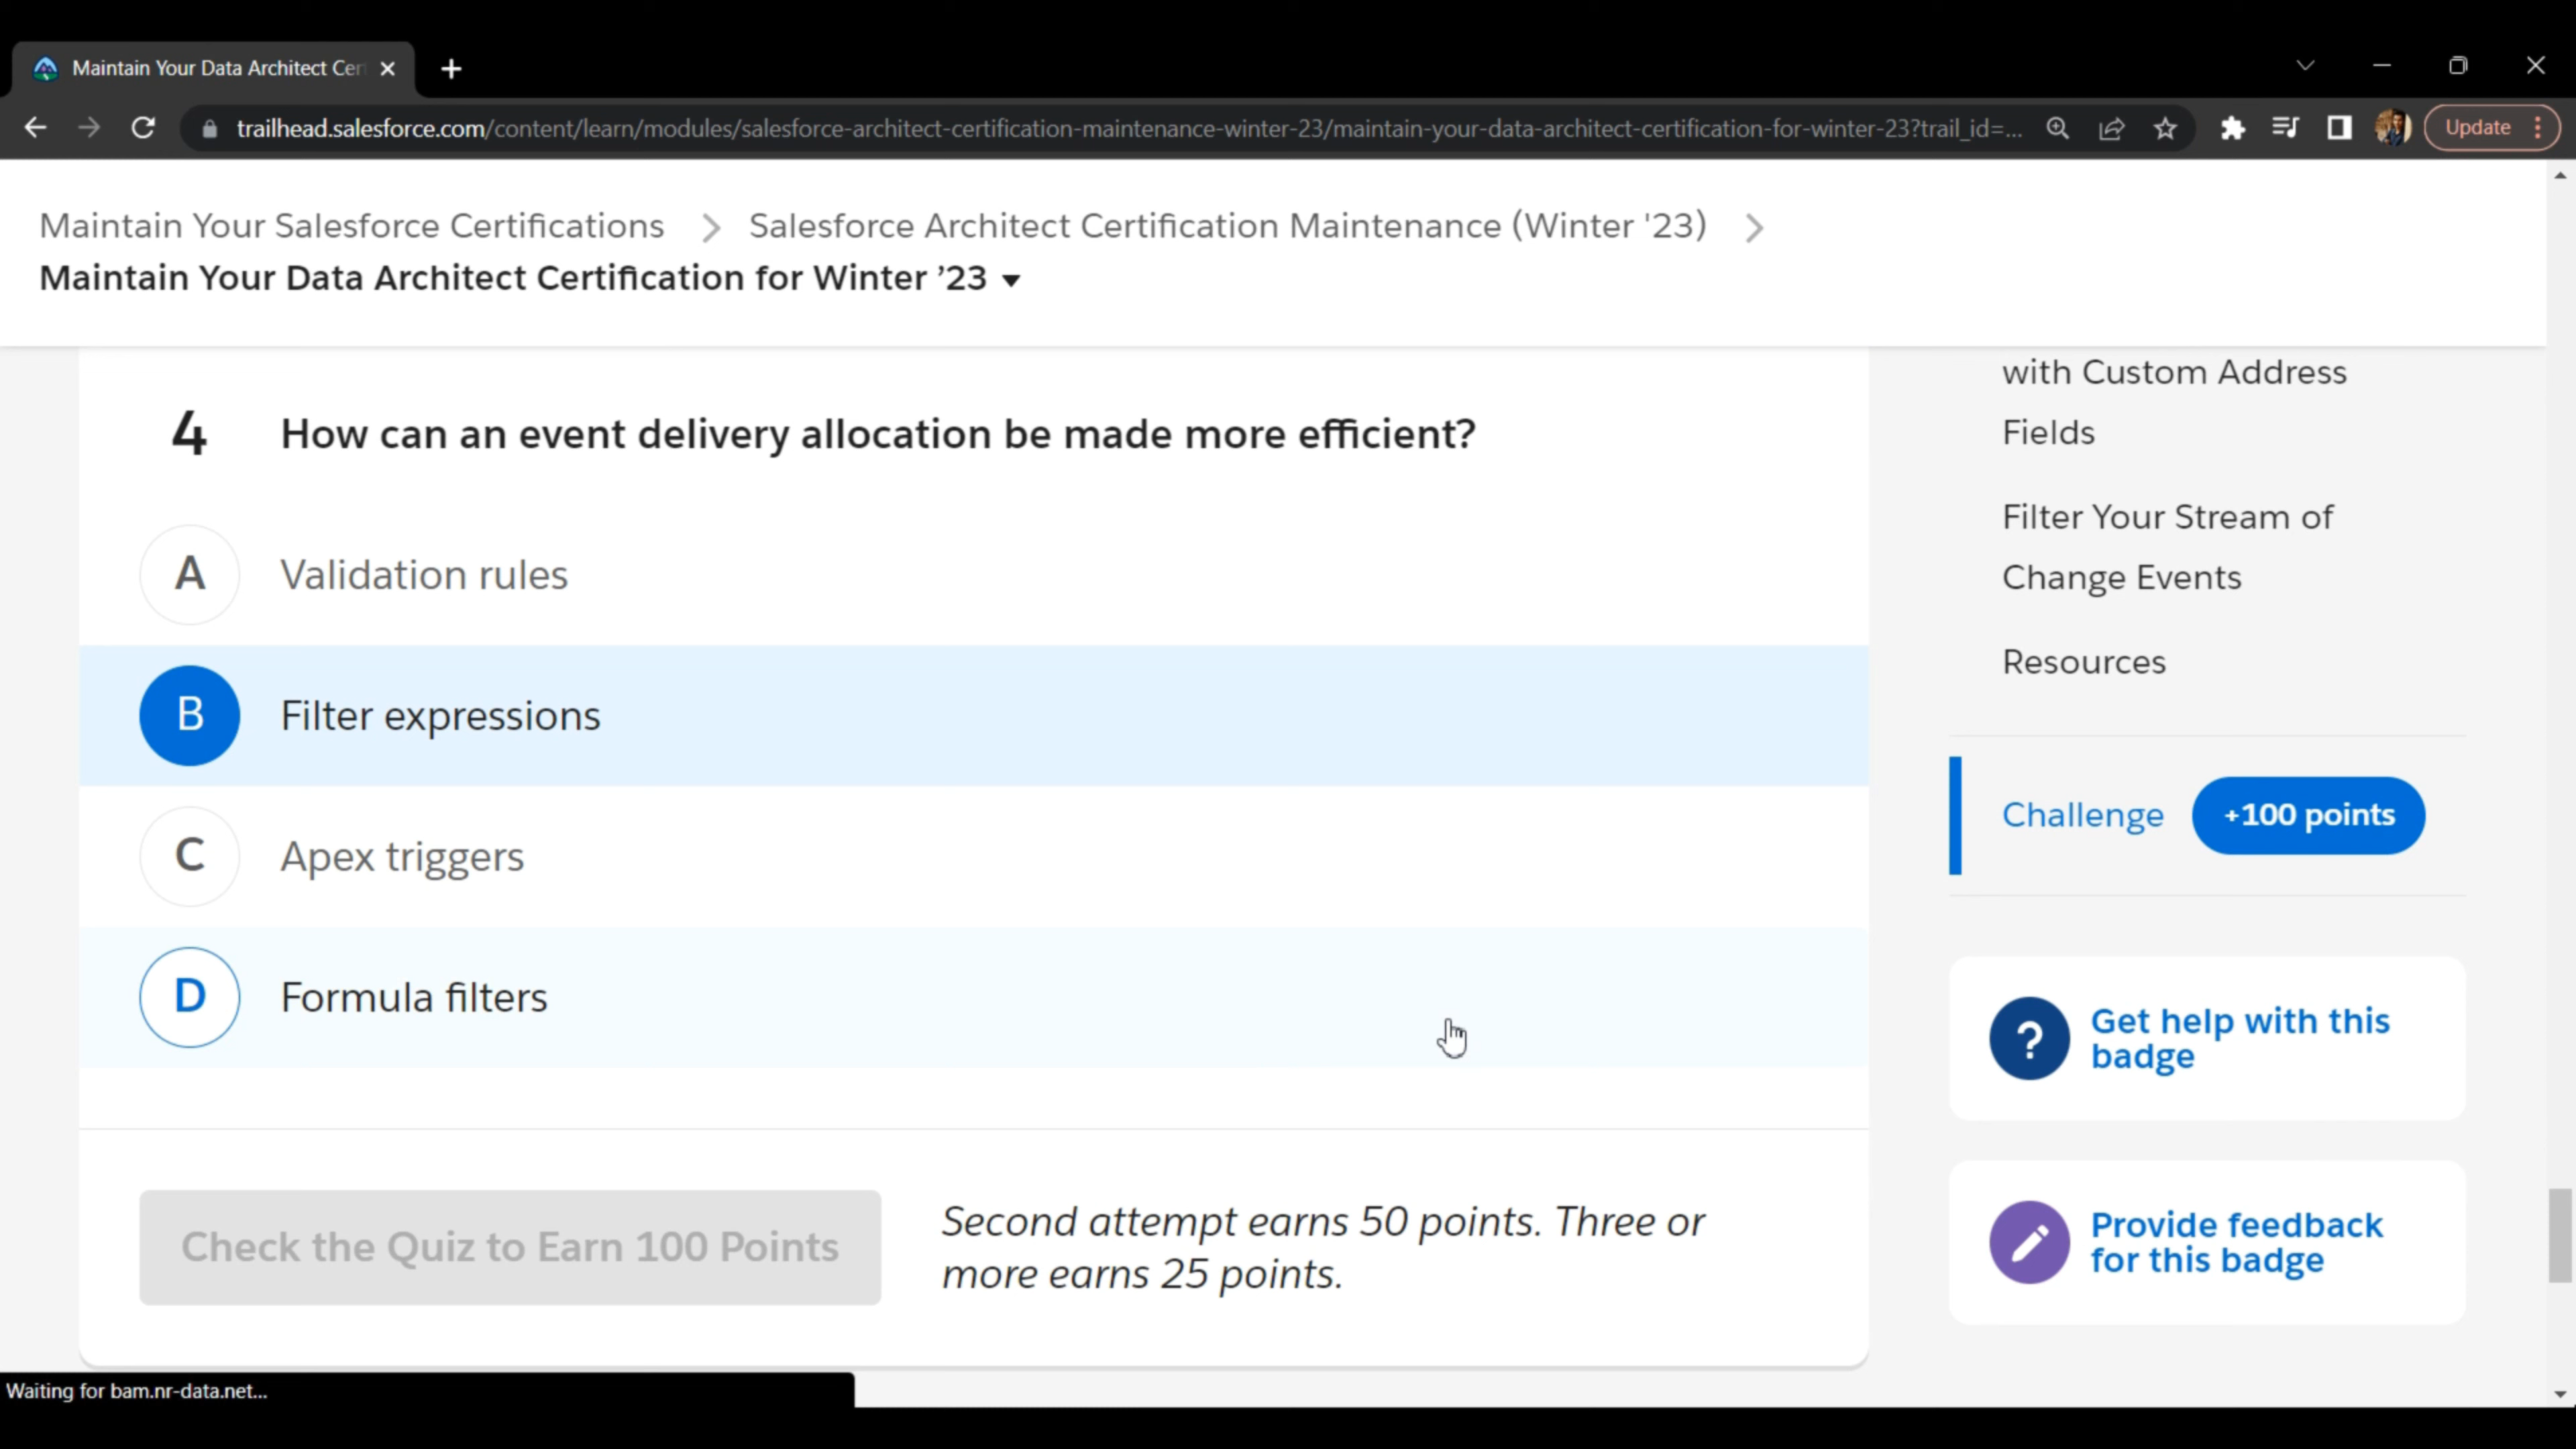 Maintain Your Data Architect Cer
trailhead.salesforce.com/content/learn/modules/salesforce-architect-certification-maintenance-winter-23/maintain-your-data-architect-certification-for-winter-23?trail_id=...
Update
Maintain Your Salesforce Certifications > Salesforce Architect Certification Maintenance (Winter '23) >
Maintain Your Data Architect Certification for Winter ’23
4 How can an event delivery allocation be made more efficient?
A Validation rules
B Filter expressions
C Apex triggers
D Formula filters
Check the Quiz to Earn 100 Points
Second attempt earns 50 points. Three or
more earns 25 points.
with Custom Address
Fields
Filter Your Stream of
Change Events
Resources
Challenge +100 points
? Get help with this
badge
Provide feedback
for this badge
Waiting for bam.nr-data.net...